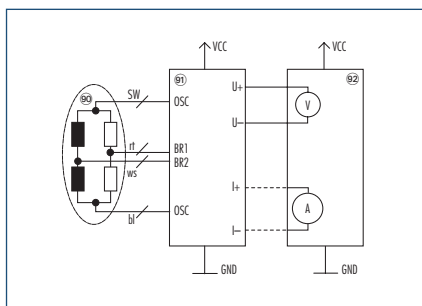 VCC
VCC
90
91
92
SW
OSC
U+
V
U–
rt
BR1
BR2
ws
I+
A
bl
OSC
I–
GND
GND